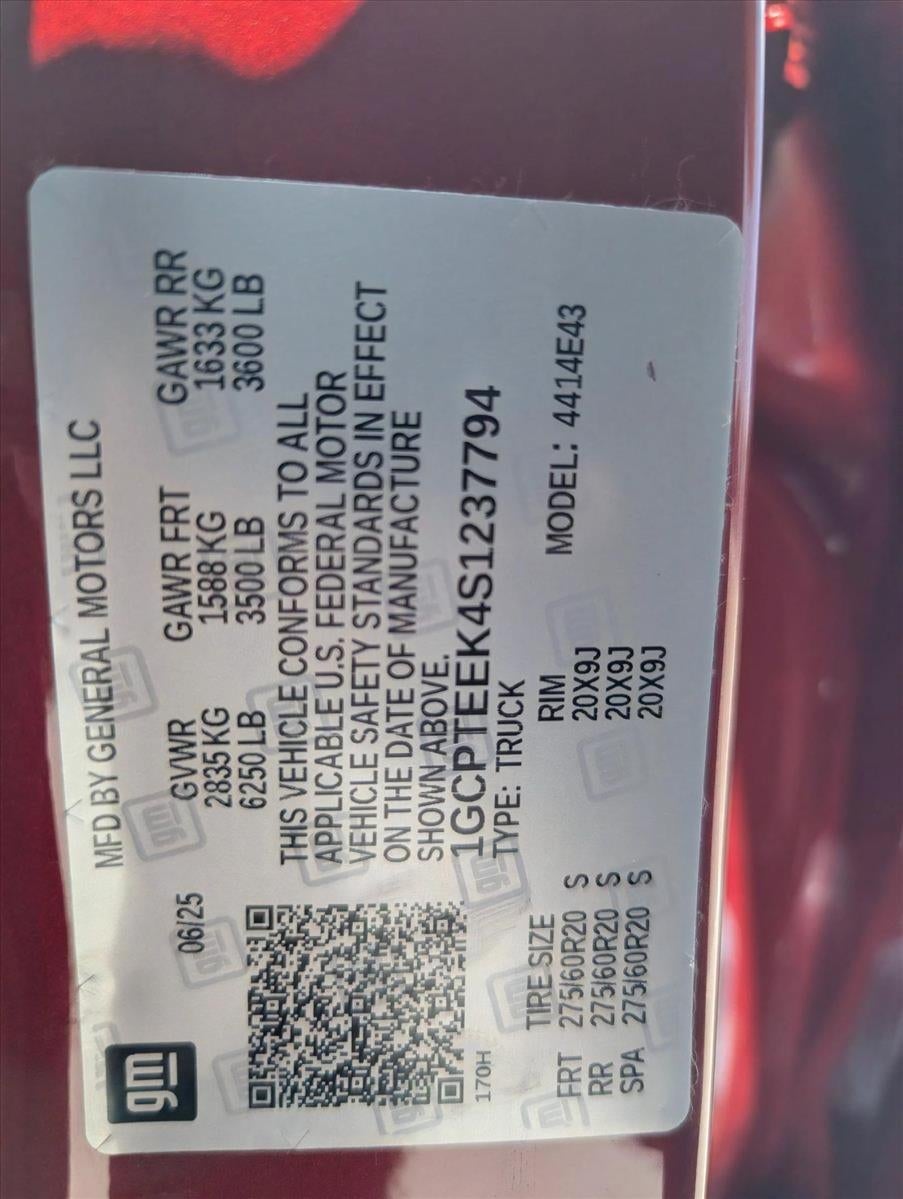 gm
MFD BY GENERAL MOTORS LLC
06/25
GVWR GAWR FRT GAWR RR
2835 KG 1588 KG 1633 KG
6250 LB 3500 LB 3600 LB
THIS VEHICLE CONFORMS TO ALL
APPLICABLE U.S. FEDERAL MOTOR
VEHICLE SAFETY STANDARDS IN EFFECT
ON THE DATE OF MANUFACTURE
SHOWN ABOVE.
1GCPTEEK4S1237794
TYPE: TRUCK
170H
MODEL: 4414E43
TIRE SIZE RIM
FRT 275/60R20 S 20X9J
RR 275/60R20 S 20X9J
SPA 275/60R20 S 20X9J